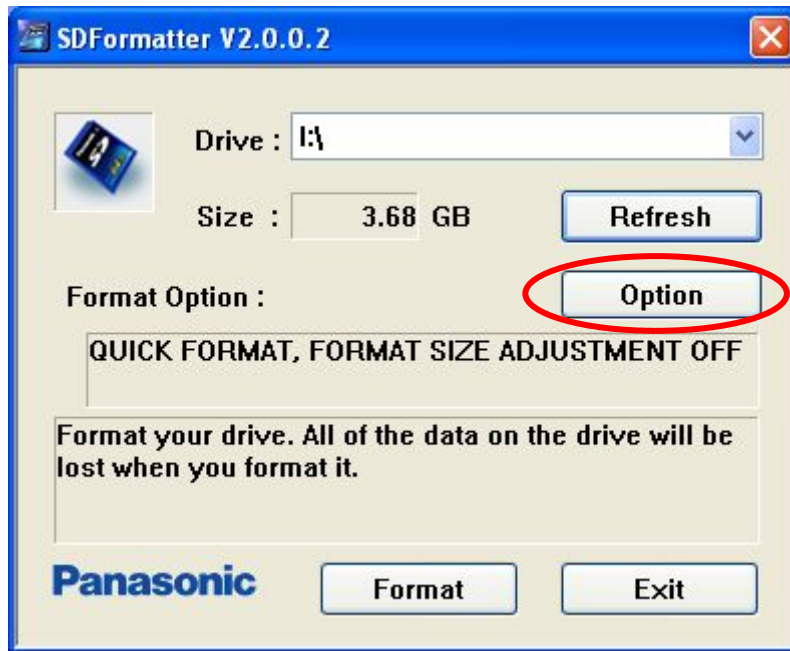 SDFormatter V2.0.0.2
Drive : I:\
Size : 3.68 GB Refresh
Format Option : Option
QUICK FORMAT, FORMAT SIZE ADJUSTMENT OFF
Format your drive. All of the data on the drive will be
lost when you format it.
Panasonic Format Exit